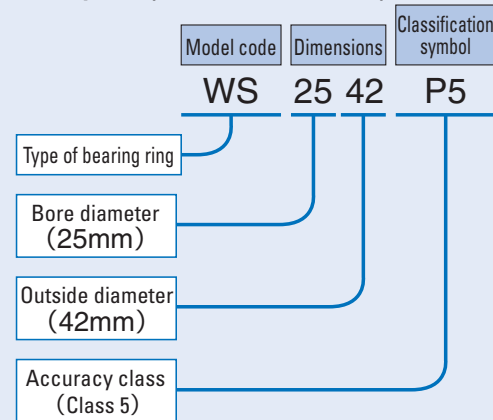 Model code
Dimensions
Classification
symbol
WS 25 42 P5
Type of bearing ring
Bore diameter
(25mm)
Outside diameter
(42mm)
Accuracy class
(Class 5)